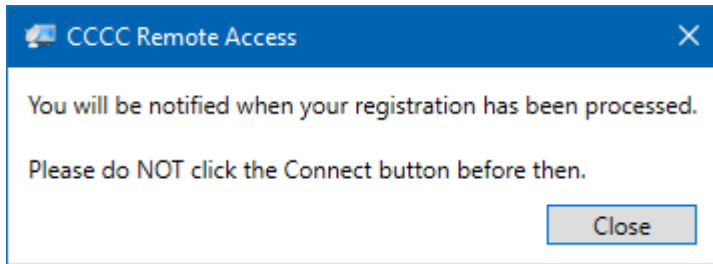 CCCC Remote Access
You will be notified when your registration has been processed.
Please do NOT click the Connect button before then.
Close